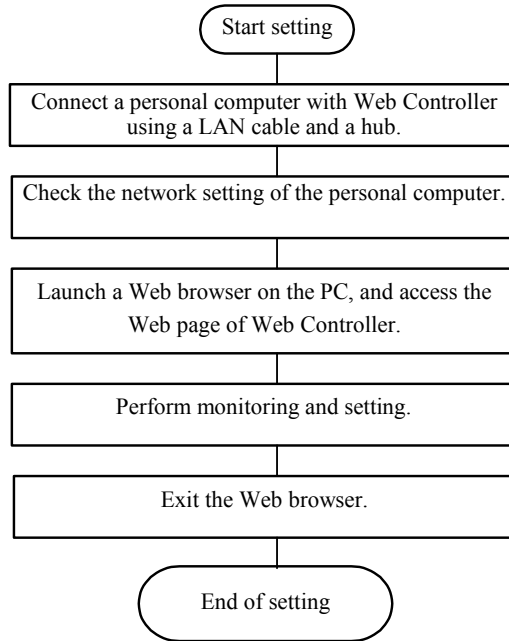 Start setting
Connect a personal computer with Web Controller
using a LAN cable and a hub.
Check the network setting of the personal computer.
Launch a Web browser on the PC, and access the
Web page of Web Controller.
Perform monitoring and setting.
Exit the Web browser.
End of setting